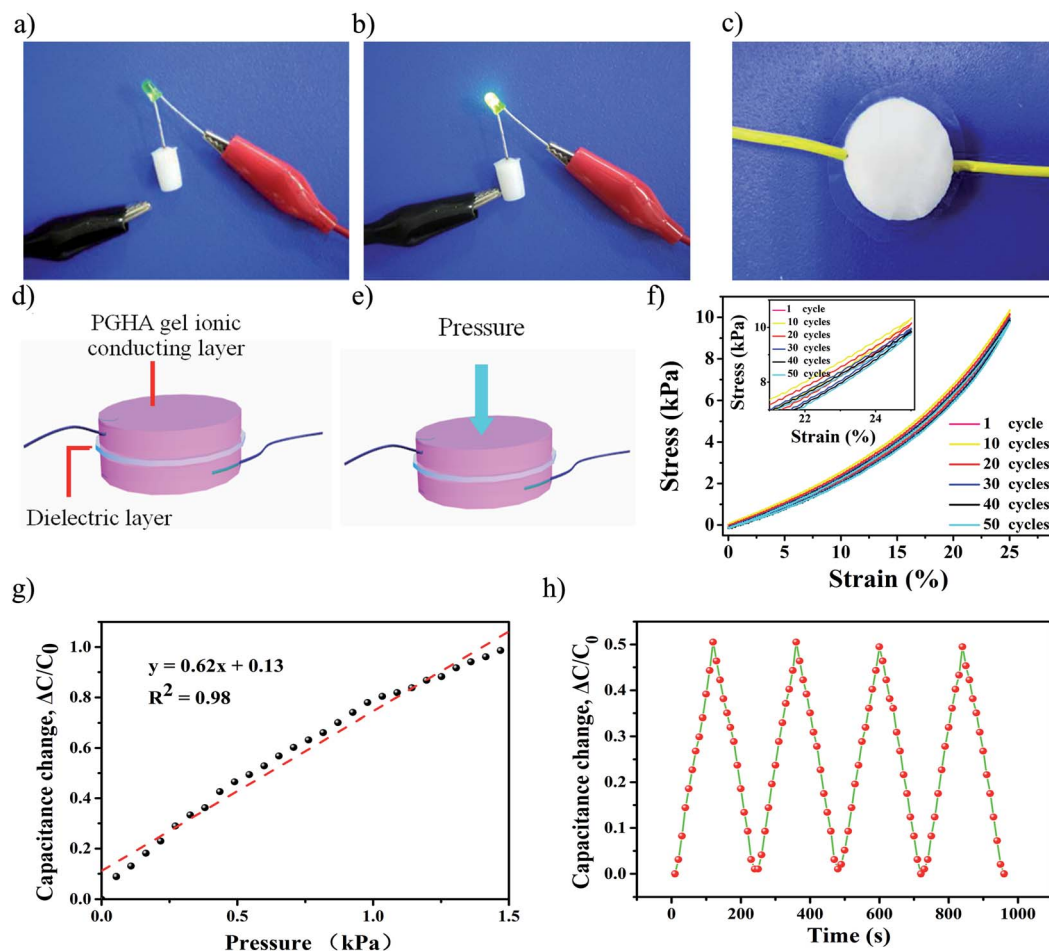 a)
b)
c)
d)
PGHA gel ionic
conducting layer
Dielectric layer
e)
Pressure
f)
Stress (kPa)
10
8
6
4
2
0
0
5
10
15
20
25
Strain (%)
1 cycle
10 cycles
20 cycles
30 cycles
40 cycles
50 cycles
Stress (kPa)
10
8
22
24
Strain (%)
1 cycle
10 cycles
20 cycles
30 cycles
40 cycles
50 cycles
g)
Capacitance change, ΔC/C0
1.0
0.8
0.6
0.4
0.2
0.0
y = 0.62x + 0.13
R² = 0.98
0.0
0.5
1.0
1.5
Pressure （kPa)
h)
Capacitance change, ΔC/C0
0.5
0.4
0.3
0.2
0.1
0.0
0
200
400
600
800
1000
Time (s)